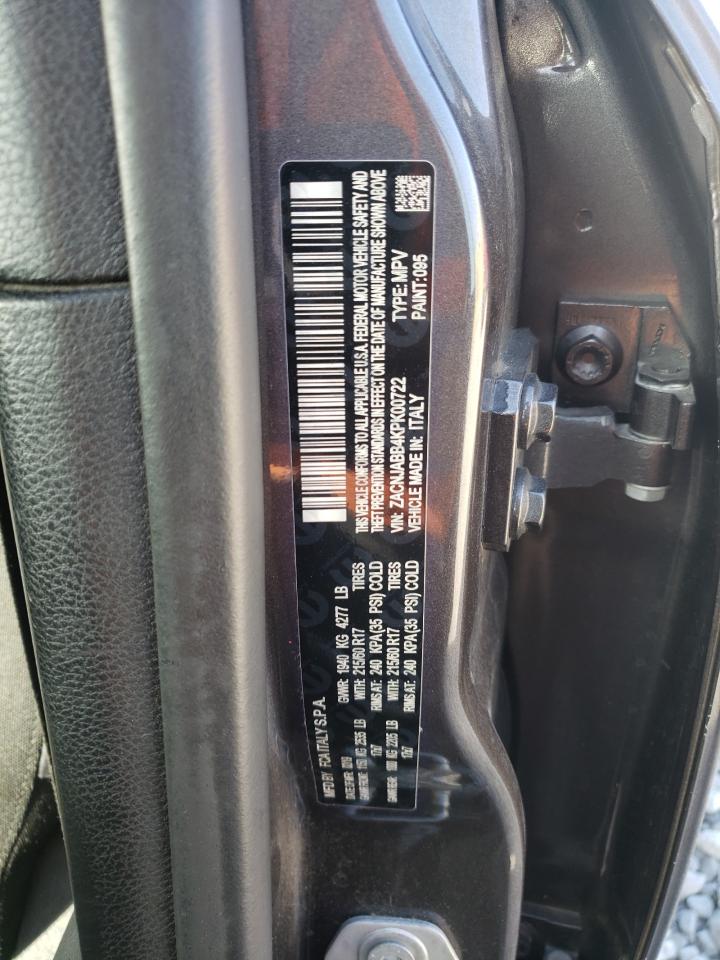 MFD BY FCA ITALY S.P.A.
GVWR: 1940 KG 4277 LB
LB
WITH: 215/60 R17 TIRES
RIMS AT: 240 KPA(35 PSI) COLD
LB
WITH: 215/60 R17 TIRES
RIMS AT: 240 KPA(35 PSI) COLD
THIS VEHICLE CONFORMS TO ALL APPLICABLE U.S.A. FEDERAL MOTOR VEHICLE SAFETY AND
THEFT PREVENTION STANDARDS IN EFFECT ON THE DATE OF MANUFACTURE SHOWN ABOVE
VIN: ZACNJABB4KPK00722 TYPE: MPV
VEHICLE MADE IN: ITALY PAINT: 095